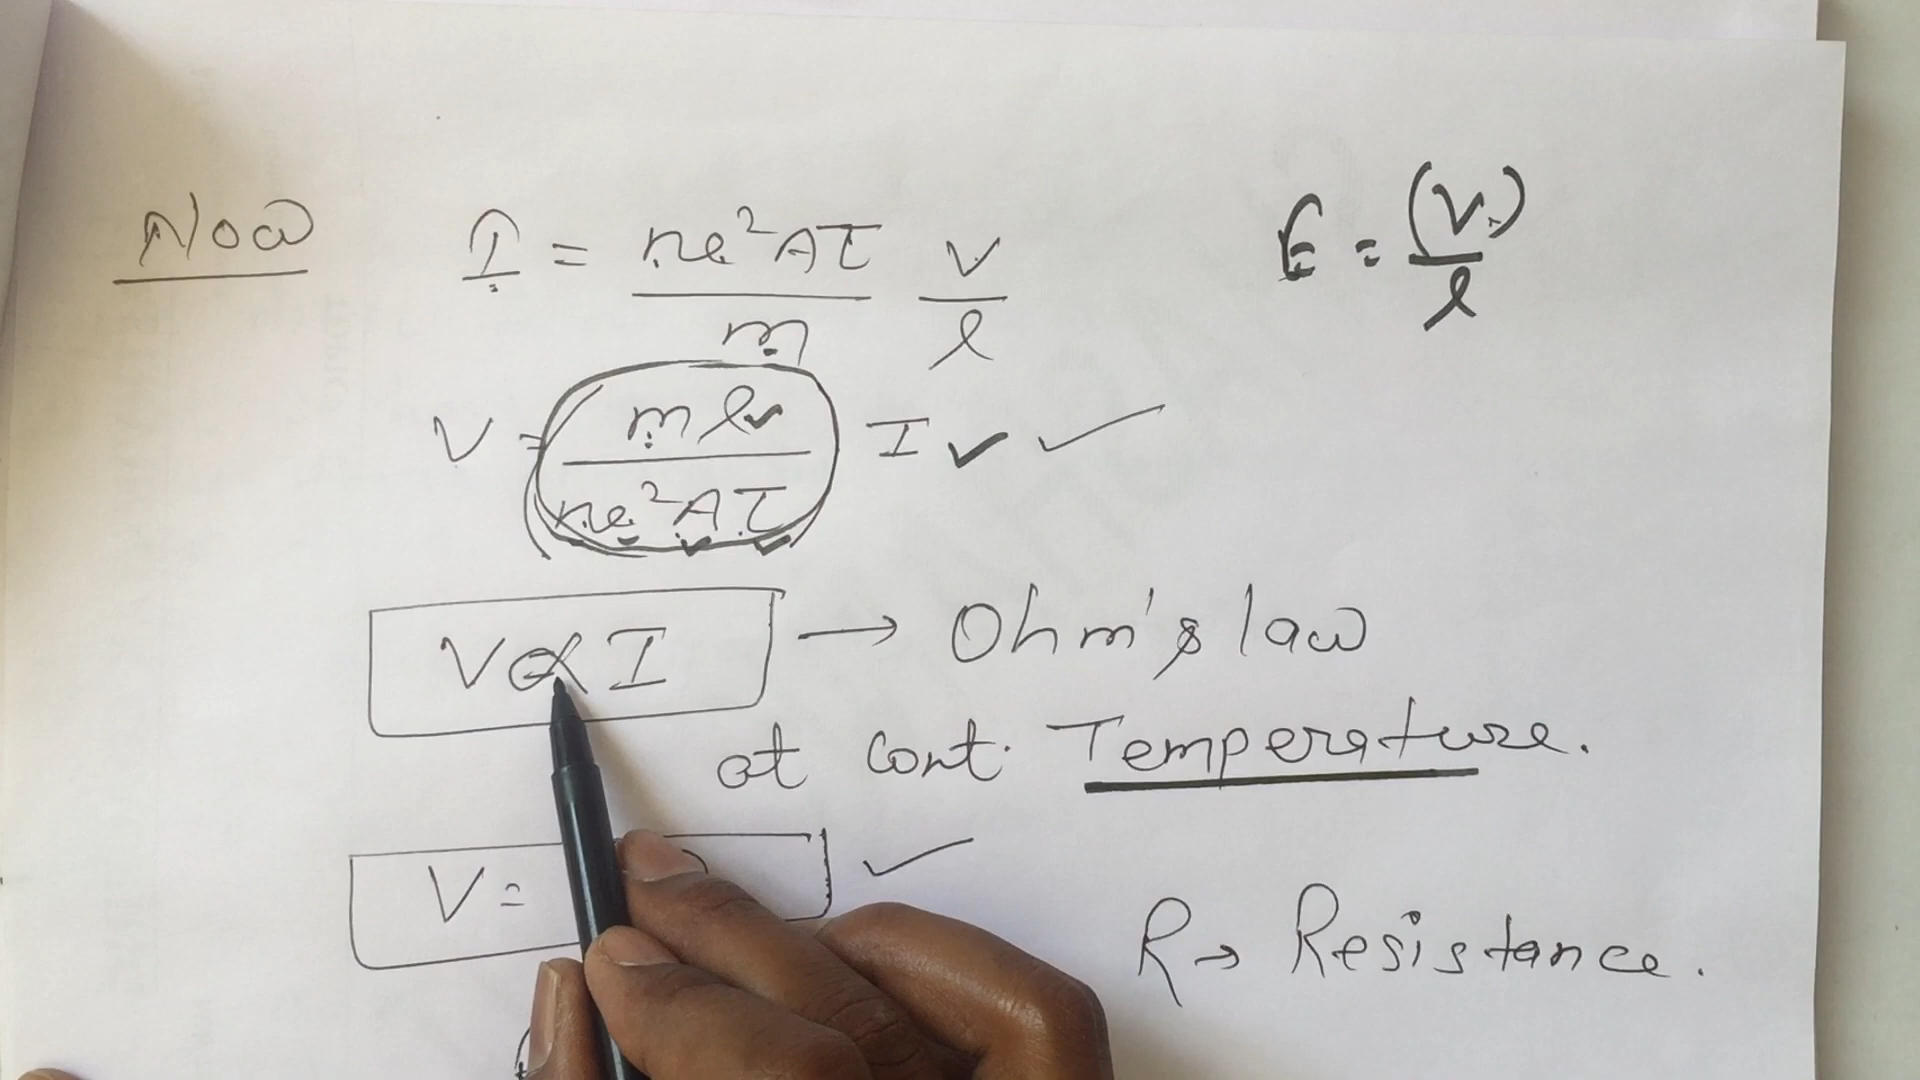 Now I = ne²Aτ/m V/l E = (V)/l
V = ml/ne²Aτ I
V ∝ I → Ohm's law
at cont. Temperature.
V =
R → Resistance.